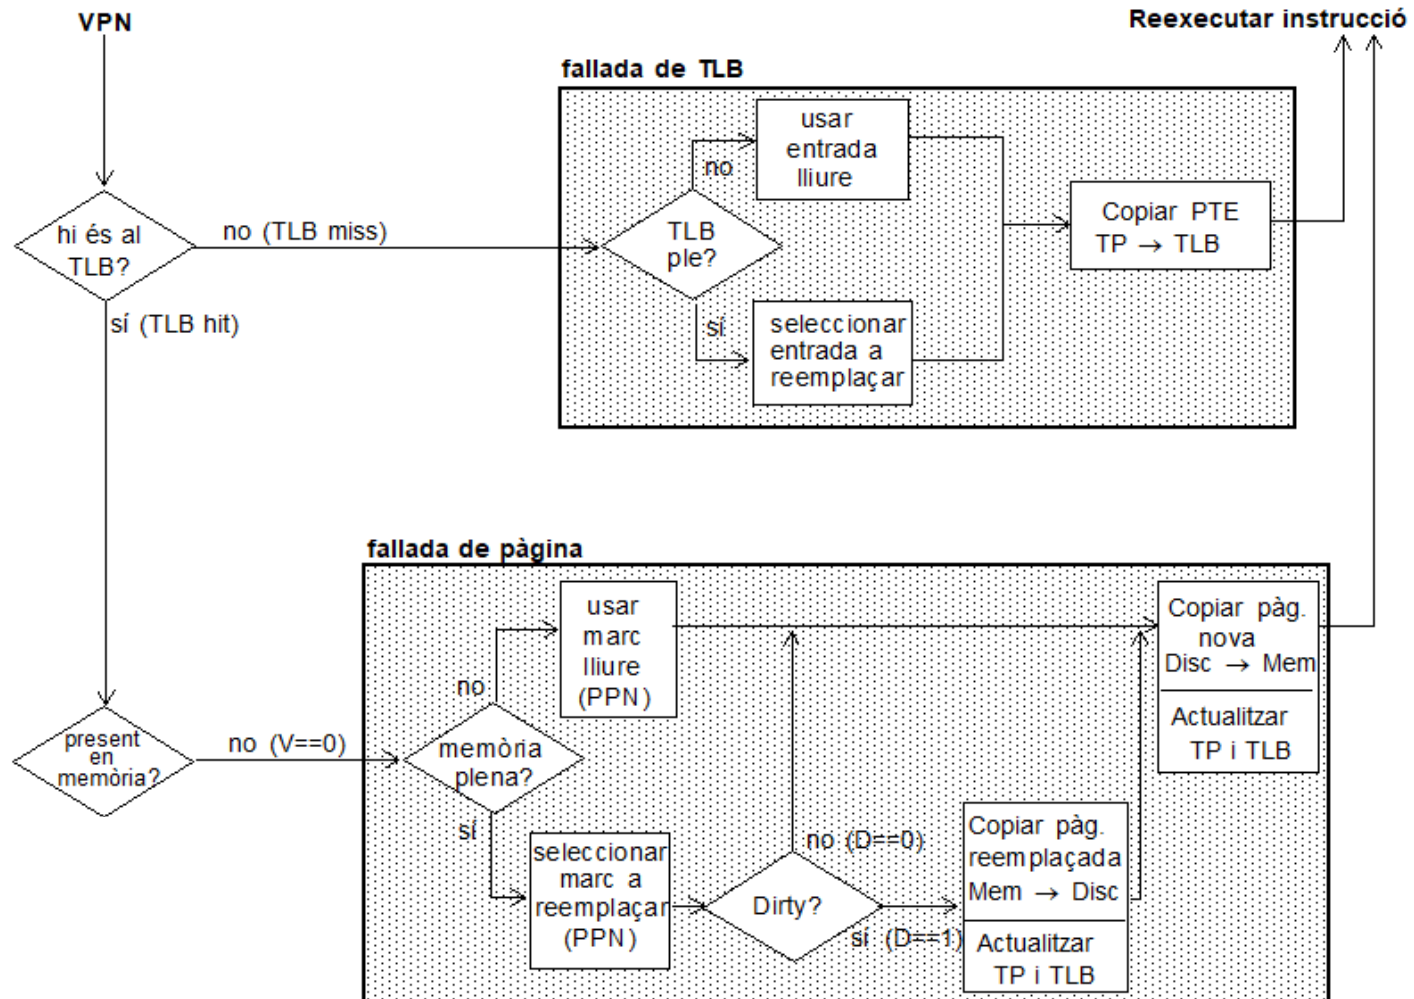 VPN
Reexecutar instrucció
fallada de TLB
usar
entrada
lliure
no
hi és al
TLB?
no (TLB miss)
TLB
ple?
Copiar PTE
TP → TLB
sí (TLB hit)
sí
seleccionar
entrada a
reemplaçar
fallada de pàgina
usar
marc
lliure
(PPN)
no
Copiar pàg.
nova
Disc → Mem
Actualitzar
TP i TLB
present
en
memòria?
no (V==0)
memòria
plena?
sí
seleccionar
marc a
reemplaçar
(PPN)
Dirty?
no (D==0)
sí (D==1)
Copiar pàg.
reemplaçada
Mem → Disc
Actualitzar
TP i TLB